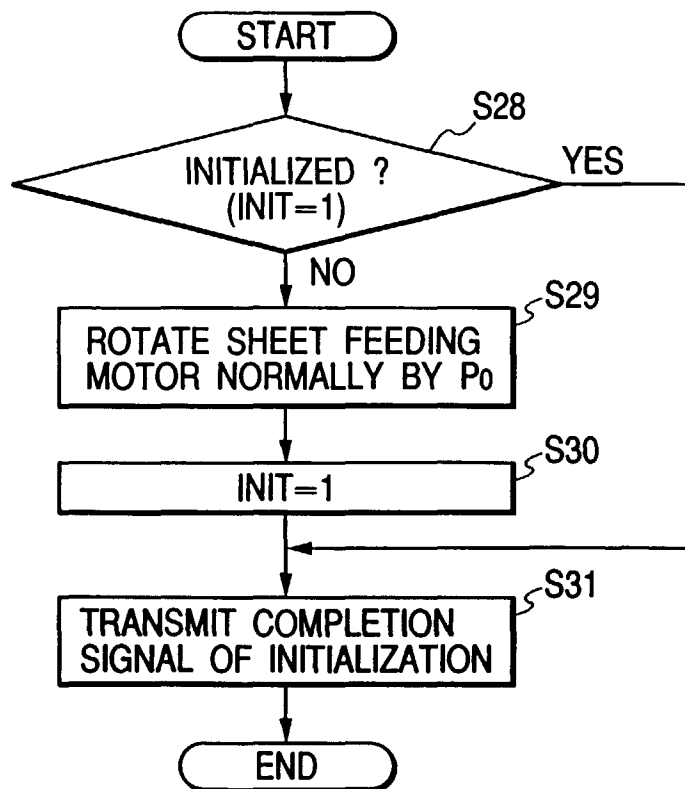 START
S28
INITIALIZED ?
(INIT=1)
YES
NO
S29
ROTATE SHEET FEEDING
MOTOR NORMALLY BY P0
S30
INIT=1
S31
TRANSMIT COMPLETION
SIGNAL OF INITIALIZATION
END